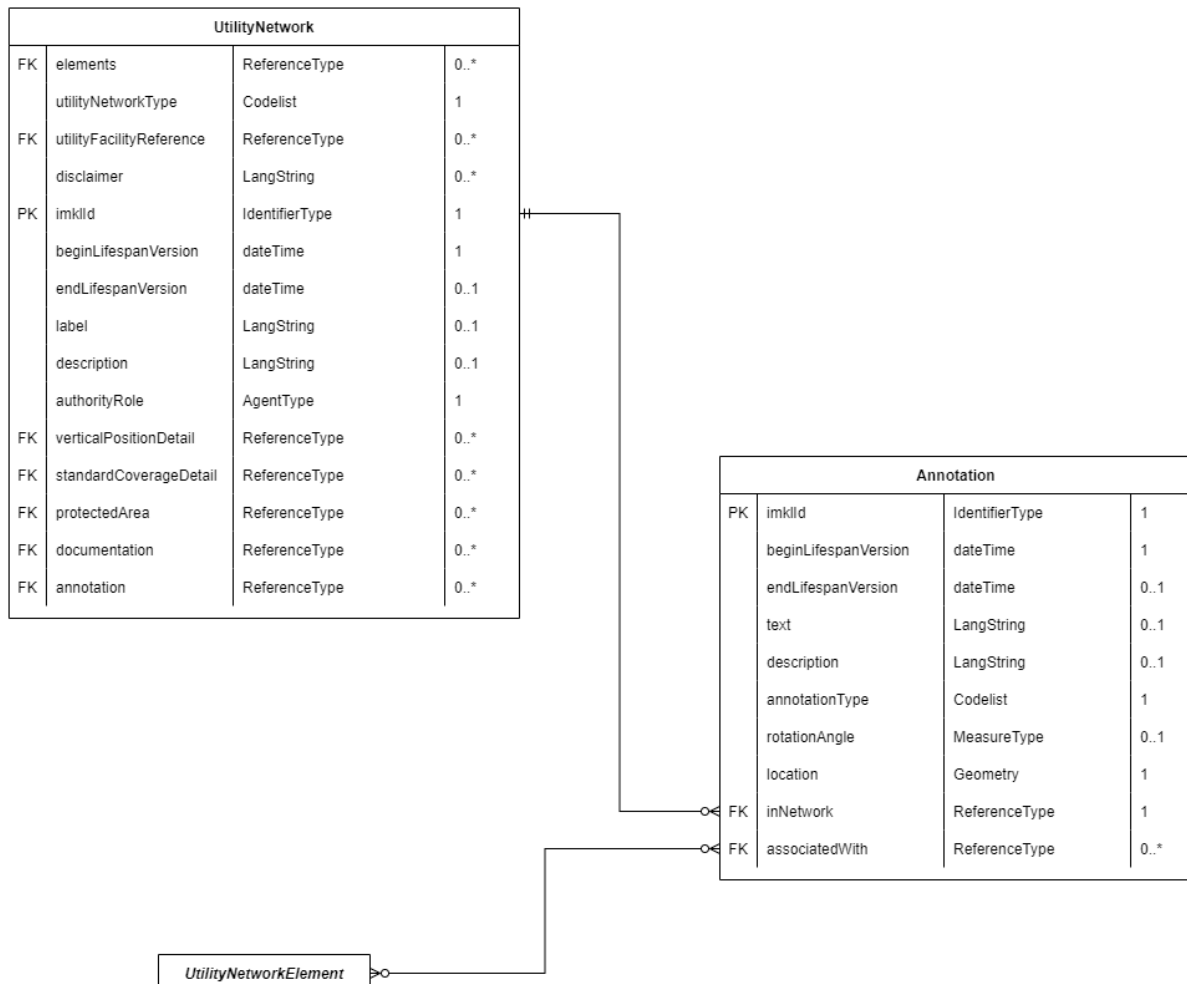 UtilityNetwork
FK elements ReferenceType 0..*
utilityNetworkType Codelist 1
FK utilityFacilityReference ReferenceType 0..*
disclaimer LangString 0..*
PK imklId IdentifierType 1
beginLifespanVersion dateTime 1
endLifespanVersion dateTime 0..1
label LangString 0..1
description LangString 0..1
authorityRole AgentType 1
FK verticalPositionDetail ReferenceType 0..*
FK standardCoverageDetail ReferenceType 0..*
FK protectedArea ReferenceType 0..*
FK documentation ReferenceType 0..*
FK annotation ReferenceType 0..*
Annotation
PK imklId IdentifierType 1
beginLifespanVersion dateTime 1
endLifespanVersion dateTime 0..1
text LangString 0..1
description LangString 0..1
annotationType Codelist 1
rotationAngle MeasureType 0..1
location Geometry 1
FK inNetwork ReferenceType 1
FK associatedWith ReferenceType 0..*
UtilityNetworkElement